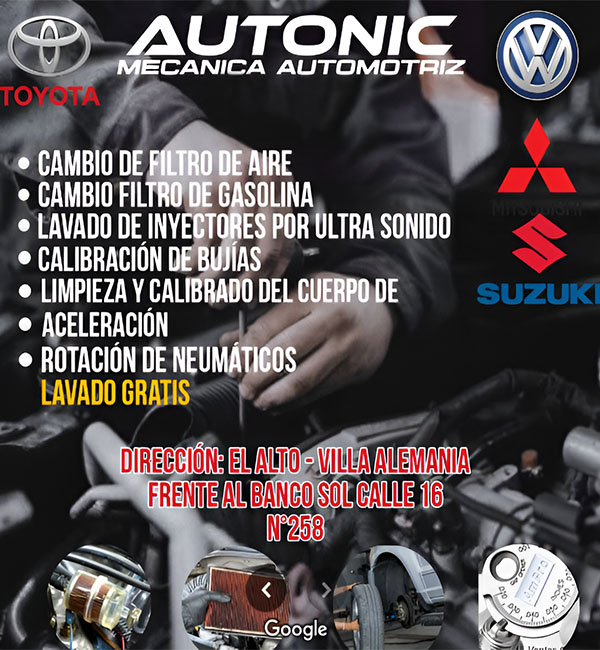 AUTONIC
MECANICA AUTOMOTRIZ
TOYOTA
• CAMBIO DE FILTRO DE AIRE
• CAMBIO FILTRO DE GASOLINA
• LAVADO DE INYECTORES POR ULTRA SONIDO
• CALIBRACIÓN DE BUJÍAS
• LIMPIEZA Y CALIBRADO DEL CUERPO DE
• ACELERACIÓN
• ROTACIÓN DE NEUMÁTICOS
LAVADO GRATIS
MITSUBISHI
SUZUKI
DIRECCIÓN: EL ALTO - VILLA ALEMANIA
FRENTE AL BANCO SOL CALLE 16
N°258
Google